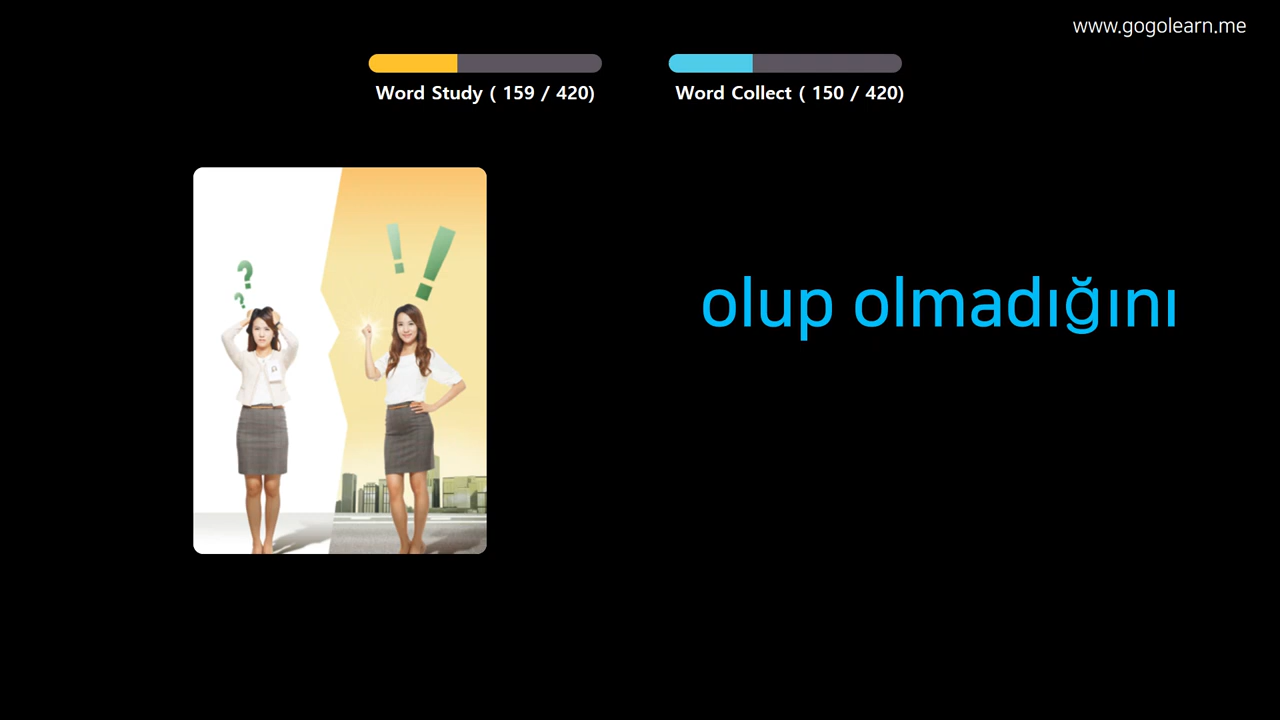 www.gogolearn.me
Word Study ( 159 / 420)
Word Collect ( 150 / 420)
? ?
! !
olup olmadığını